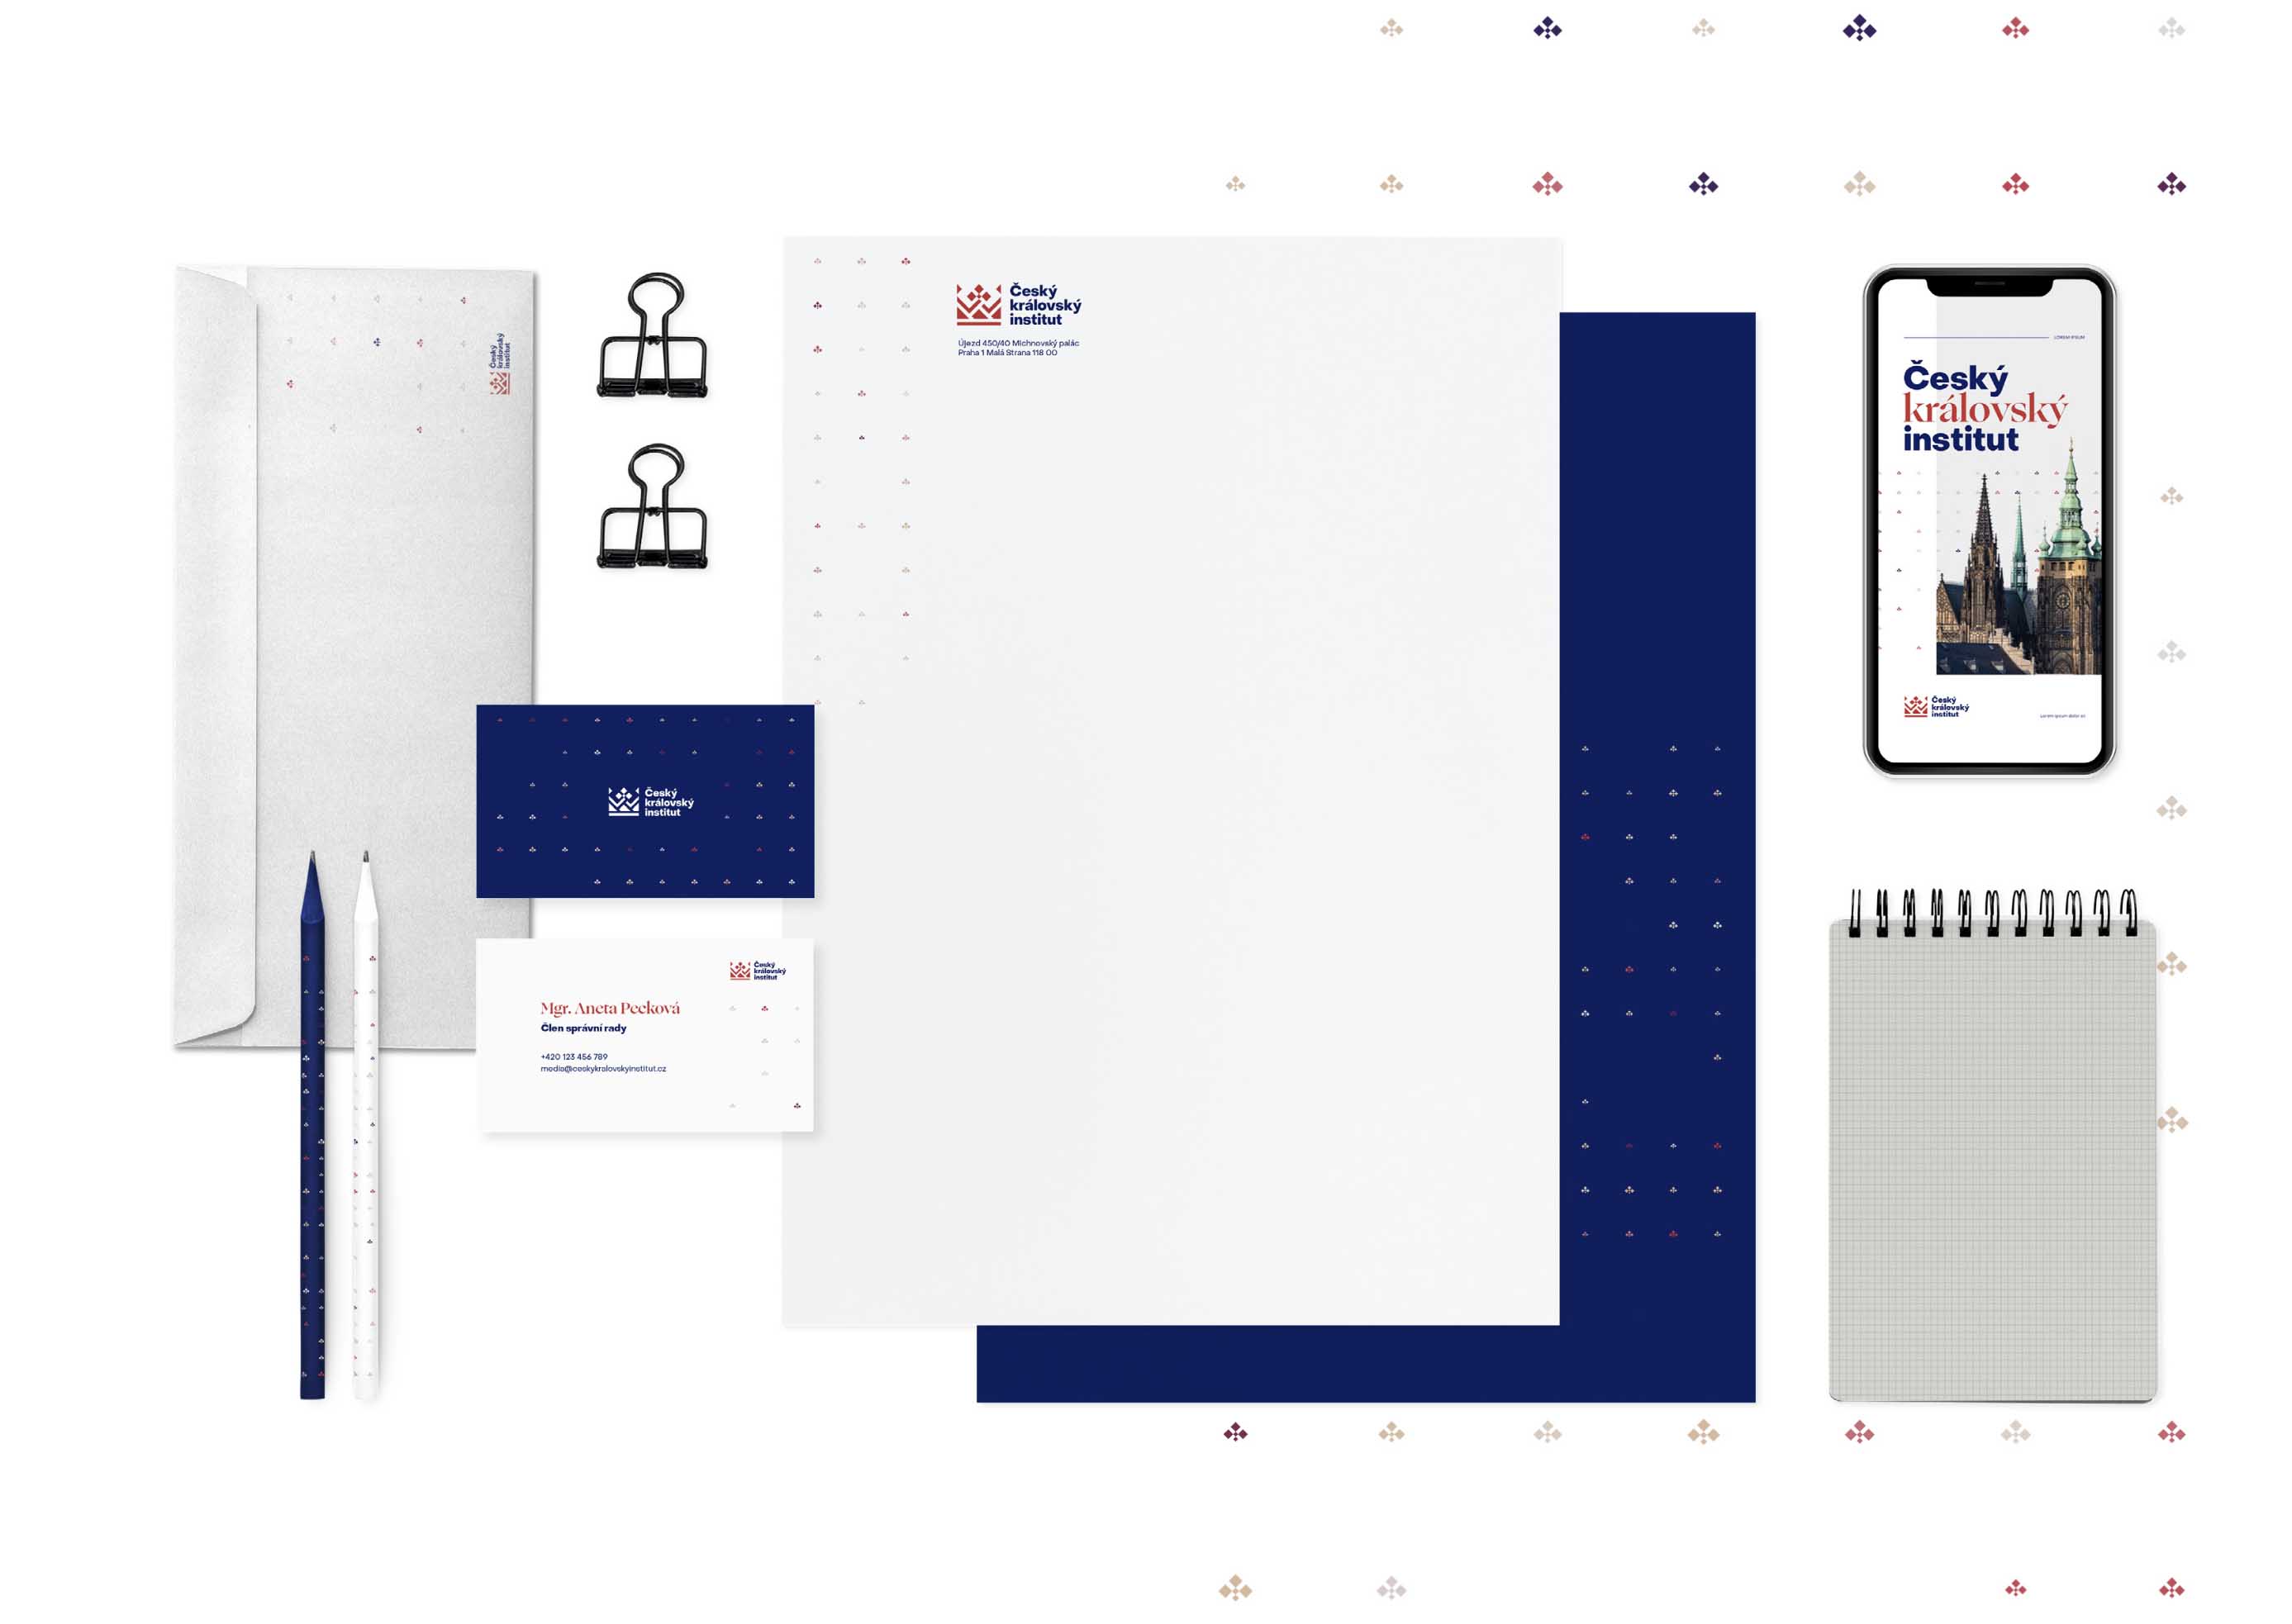 Český
královský
institut
Český
královský
institut
Újezd 450/40 Michnovský palác
Praha 1 Malá Strana 118 00
LOREM IPSUM
Český
královský
institut
Český
královský
institut
Lorem ipsum dolor sit
Český
královský
institut
Český
královský
institut
Mgr. Aneta Pecková
Člen správní rady
+420 123 456 789
media@ceskykralovskyinstitut.cz